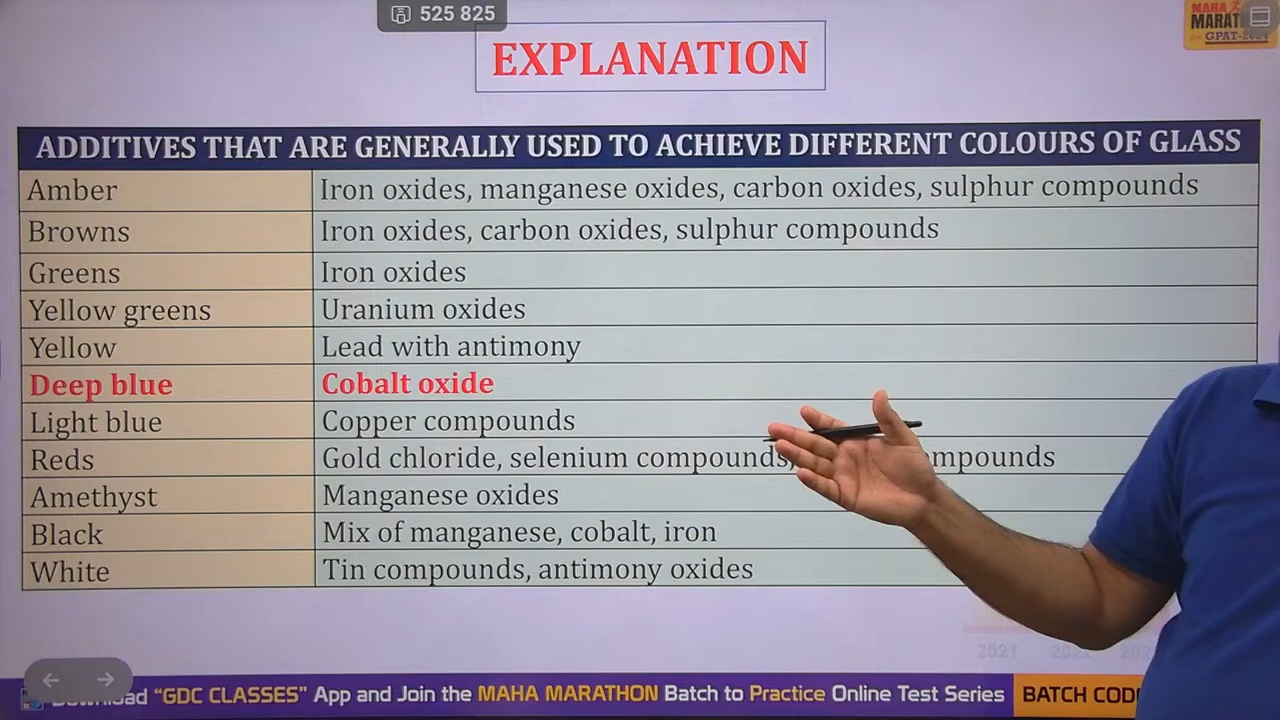 525 825
MAHA
GPAT-2024
EXPLANATION
ADDITIVES THAT ARE GENERALLY USED TO ACHIEVE DIFFERENT COLOURS OF GLASS
Amber Iron oxides, manganese oxides, carbon oxides, sulphur compounds
Browns Iron oxides, carbon oxides, sulphur compounds
Greens Iron oxides
Yellow greens Uranium oxides
Yellow Lead with antimony
Deep blue Cobalt oxide
Light blue Copper compounds
Reds Gold chloride, selenium compounds,
Amethyst Manganese oxides
Black Mix of manganese, cobalt, iron
White Tin compounds, antimony oxides
2021
"GDC CLASSES" App and Join the MAHA MARATHON Batch to Practice Online Test Series BATCH